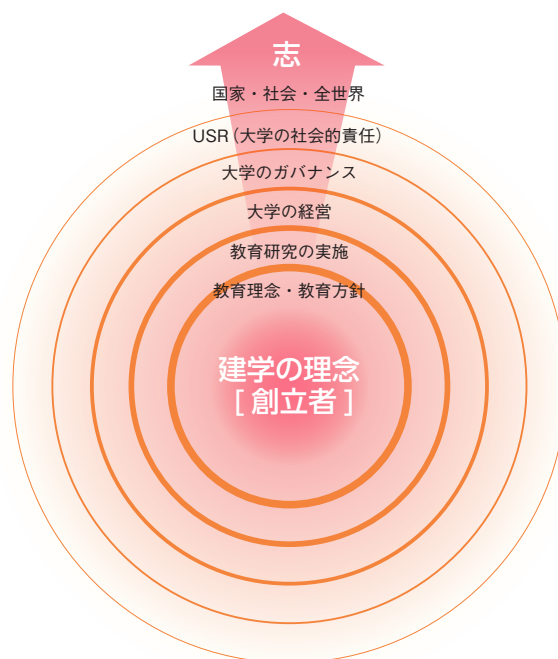 志
国家・社会・全世界
USR（大学の社会的責任）
大学のガバナンス
大学の経営
教育研究の実施
教育理念・教育方針
建学の理念
［創立者］